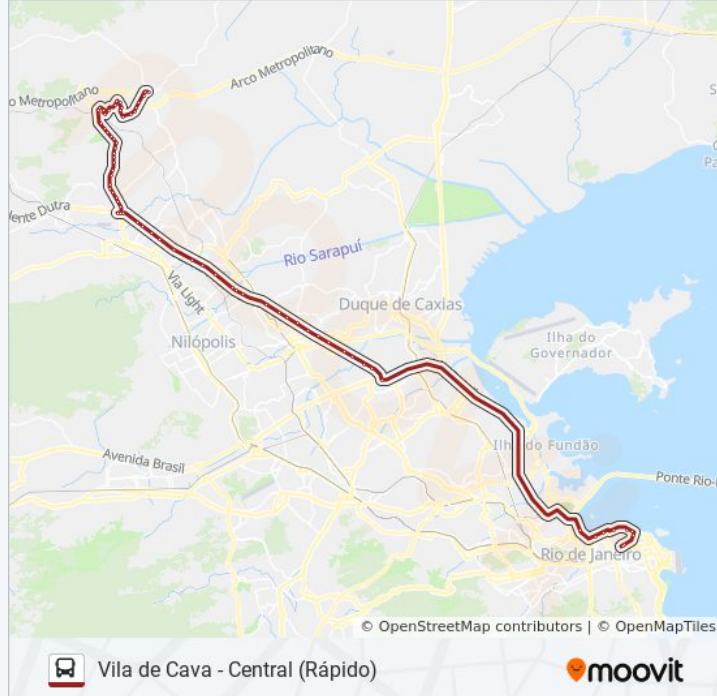 Arco Metropolitano
o Metropolitano
dente Dutra
Rio Sarapuí
Via Light
Duque de Caxias
Nilópolis
Ilha do
Governador
Avenida Brasil
Ilha do Fundão
Ponte Rio-
Rio de Janeiro
© OpenStreetMap contributors | © OpenMapTiles
Vila de Cava - Central (Rápido)
moovit